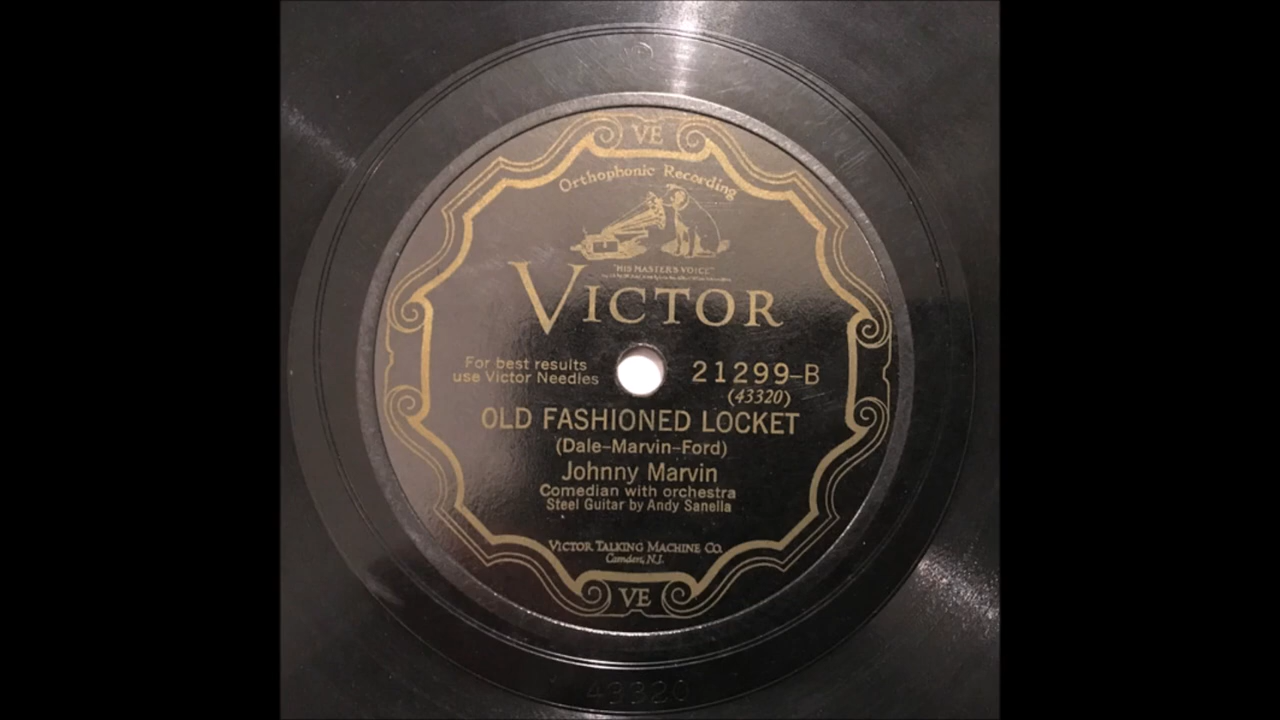 VE
Orthophonic Recording
"HIS MASTER'S VOICE"
VICTOR
For best results
use Victor Needles
21299-B
(43320)
OLD FASHIONED LOCKET
(Dale-Marvin-Ford)
Johnny Marvin
Comedian with orchestra
Steel Guitar by Andy Sanella
VICTOR TALKING MACHINE CO.
Camden, N.J.
VE
43320